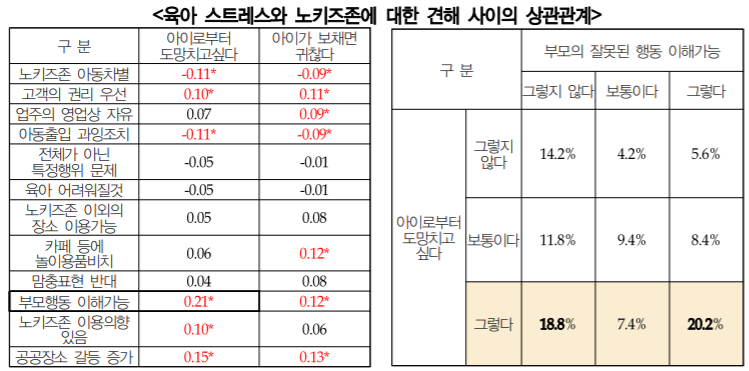 <육아 스트레스와 노키즈존에 대한 견해 사이의 상관관계>
구 분 아이로부터 도망치고싶다 아이가 보채면 귀찮다
노키즈존 아동차별 -0.11* -0.09*
고객의 권리 우선 0.10* 0.11*
업주의 영업상 자유 0.07 0.09*
아동출입 과잉조치 -0.11* -0.09*
전체가 아닌 특정행위 문제 -0.05 -0.01
육아 어려워질것 -0.05 -0.01
노키즈존 이외의 장소 이용가능 0.05 0.08
카페 등에 놀이용품비치 0.06 0.12*
맘충표현 반대 0.04 0.08
부모행동 이해가능 0.21* 0.12*
노키즈존 이용의향 있음 0.10* 0.06
공공장소 갈등 증가 0.15* 0.13*
구 분 부모의 잘못된 행동 이해가능
그렇지 않다 보통이다 그렇다
아이로부터 도망치고 싶다
그렇지 않다 14.2% 4.2% 5.6%
보통이다 11.8% 9.4% 8.4%
그렇다 18.8% 7.4% 20.2%